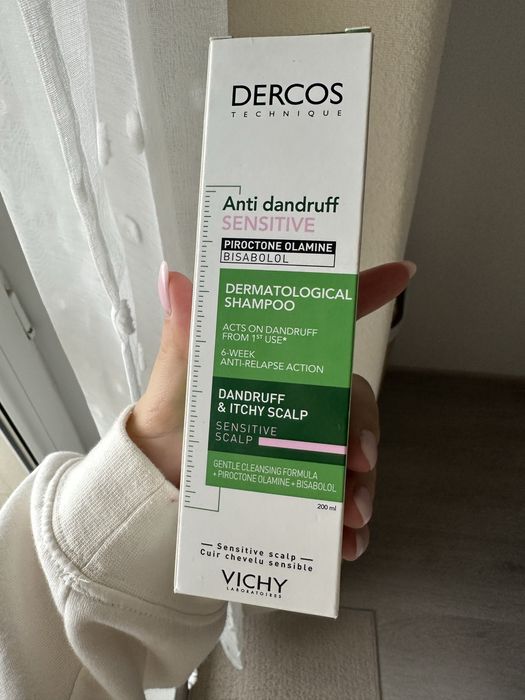 DERCOS
TECHNIQUE
Anti dandruff
SENSITIVE
PIROCTONE OLAMINE
BISABOLOL
DERMATOLOGICAL
SHAMPOO
ACTS ON DANDRUFF
FROM 1ST USE*
6-WEEK
ANTI-RELAPSE ACTION
DANDRUFF
& ITCHY SCALP
SENSITIVE
SCALP
GENTLE CLEANSING FORMULA
+ PIROCTONE OLAMINE + BISABOLOL
200 ml
Sensitive scalp
Cuir chevelu sensible
VICHY
LABORATOIRES